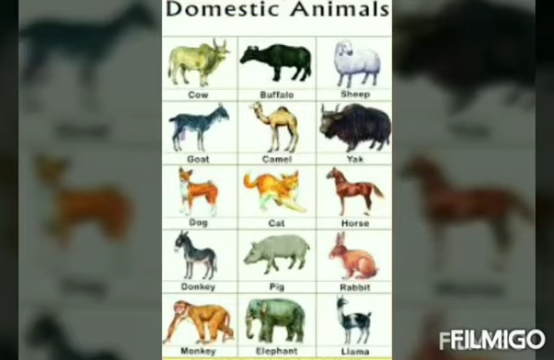 Domestic Animals
Cow Buffalo Sheep
Goat Camel Yak
Dog Cat Horse
Donkey Pig Rabbit
Monkey Elephant Llama
FILMIGO